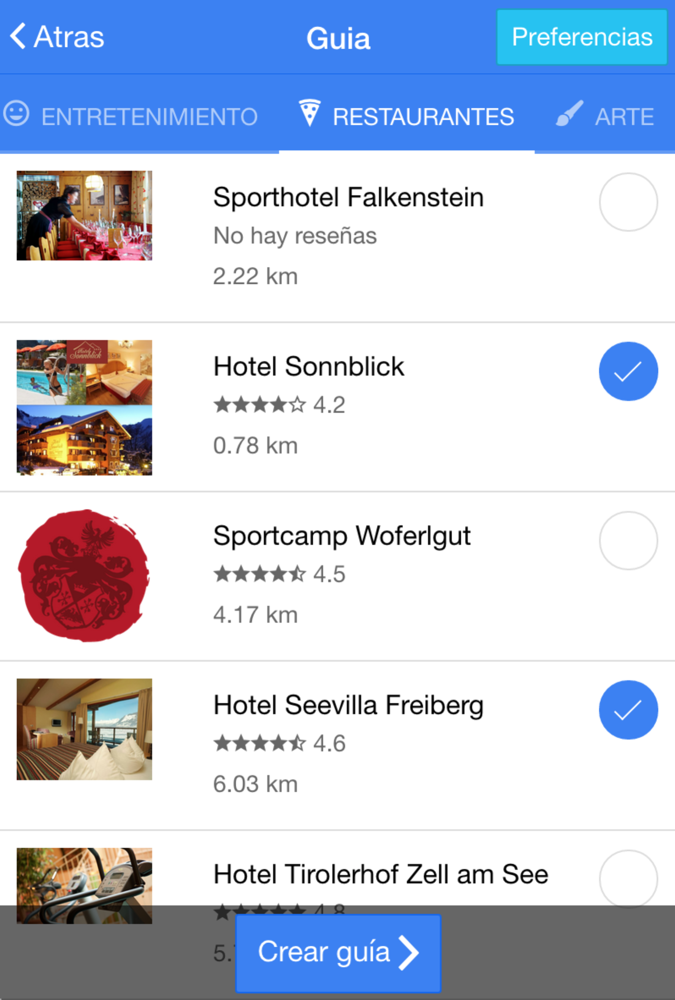 Atras
Guia
Preferencias
ENTRETENIMIENTO
RESTAURANTES
ARTE
Sporthotel Falkenstein
No hay reseñas
2.22 km
Hotel Sonnblick
Hotel Sonnblick
4.2
0.78 km
Sportcamp Woferlgut
4.5
4.17 km
Hotel Seevilla Freiberg
4.6
6.03 km
Hotel Tirolerhof Zell am See
4.8
5.
Crear guía